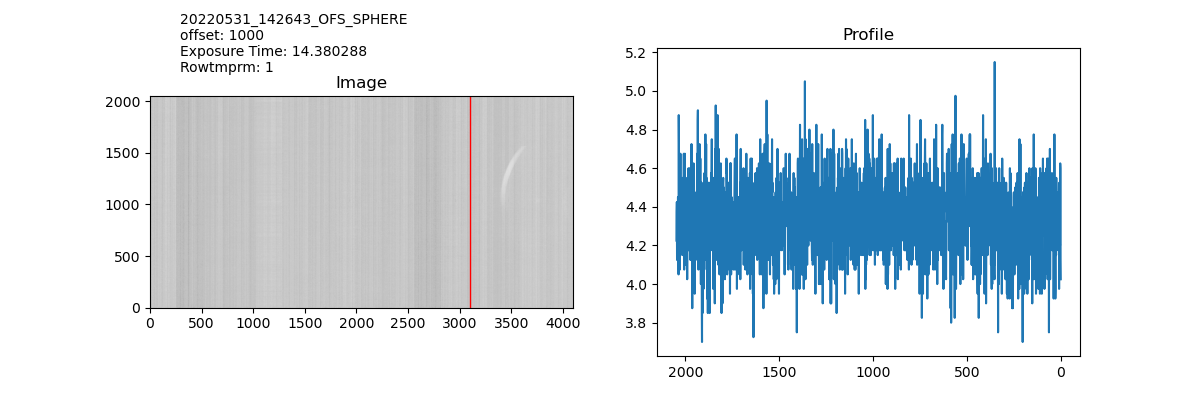 20220531_142643_OFS_SPHERE
offset: 1000
Exposure Time: 14.380288
Rowtmprm: 1
Image
2000
1500
1000
500
0
0 500 1000 1500 2000 2500 3000 3500 4000
Profile
5.2
5.0
4.8
4.6
4.4
4.2
4.0
3.8
2000 1500 1000 500 0